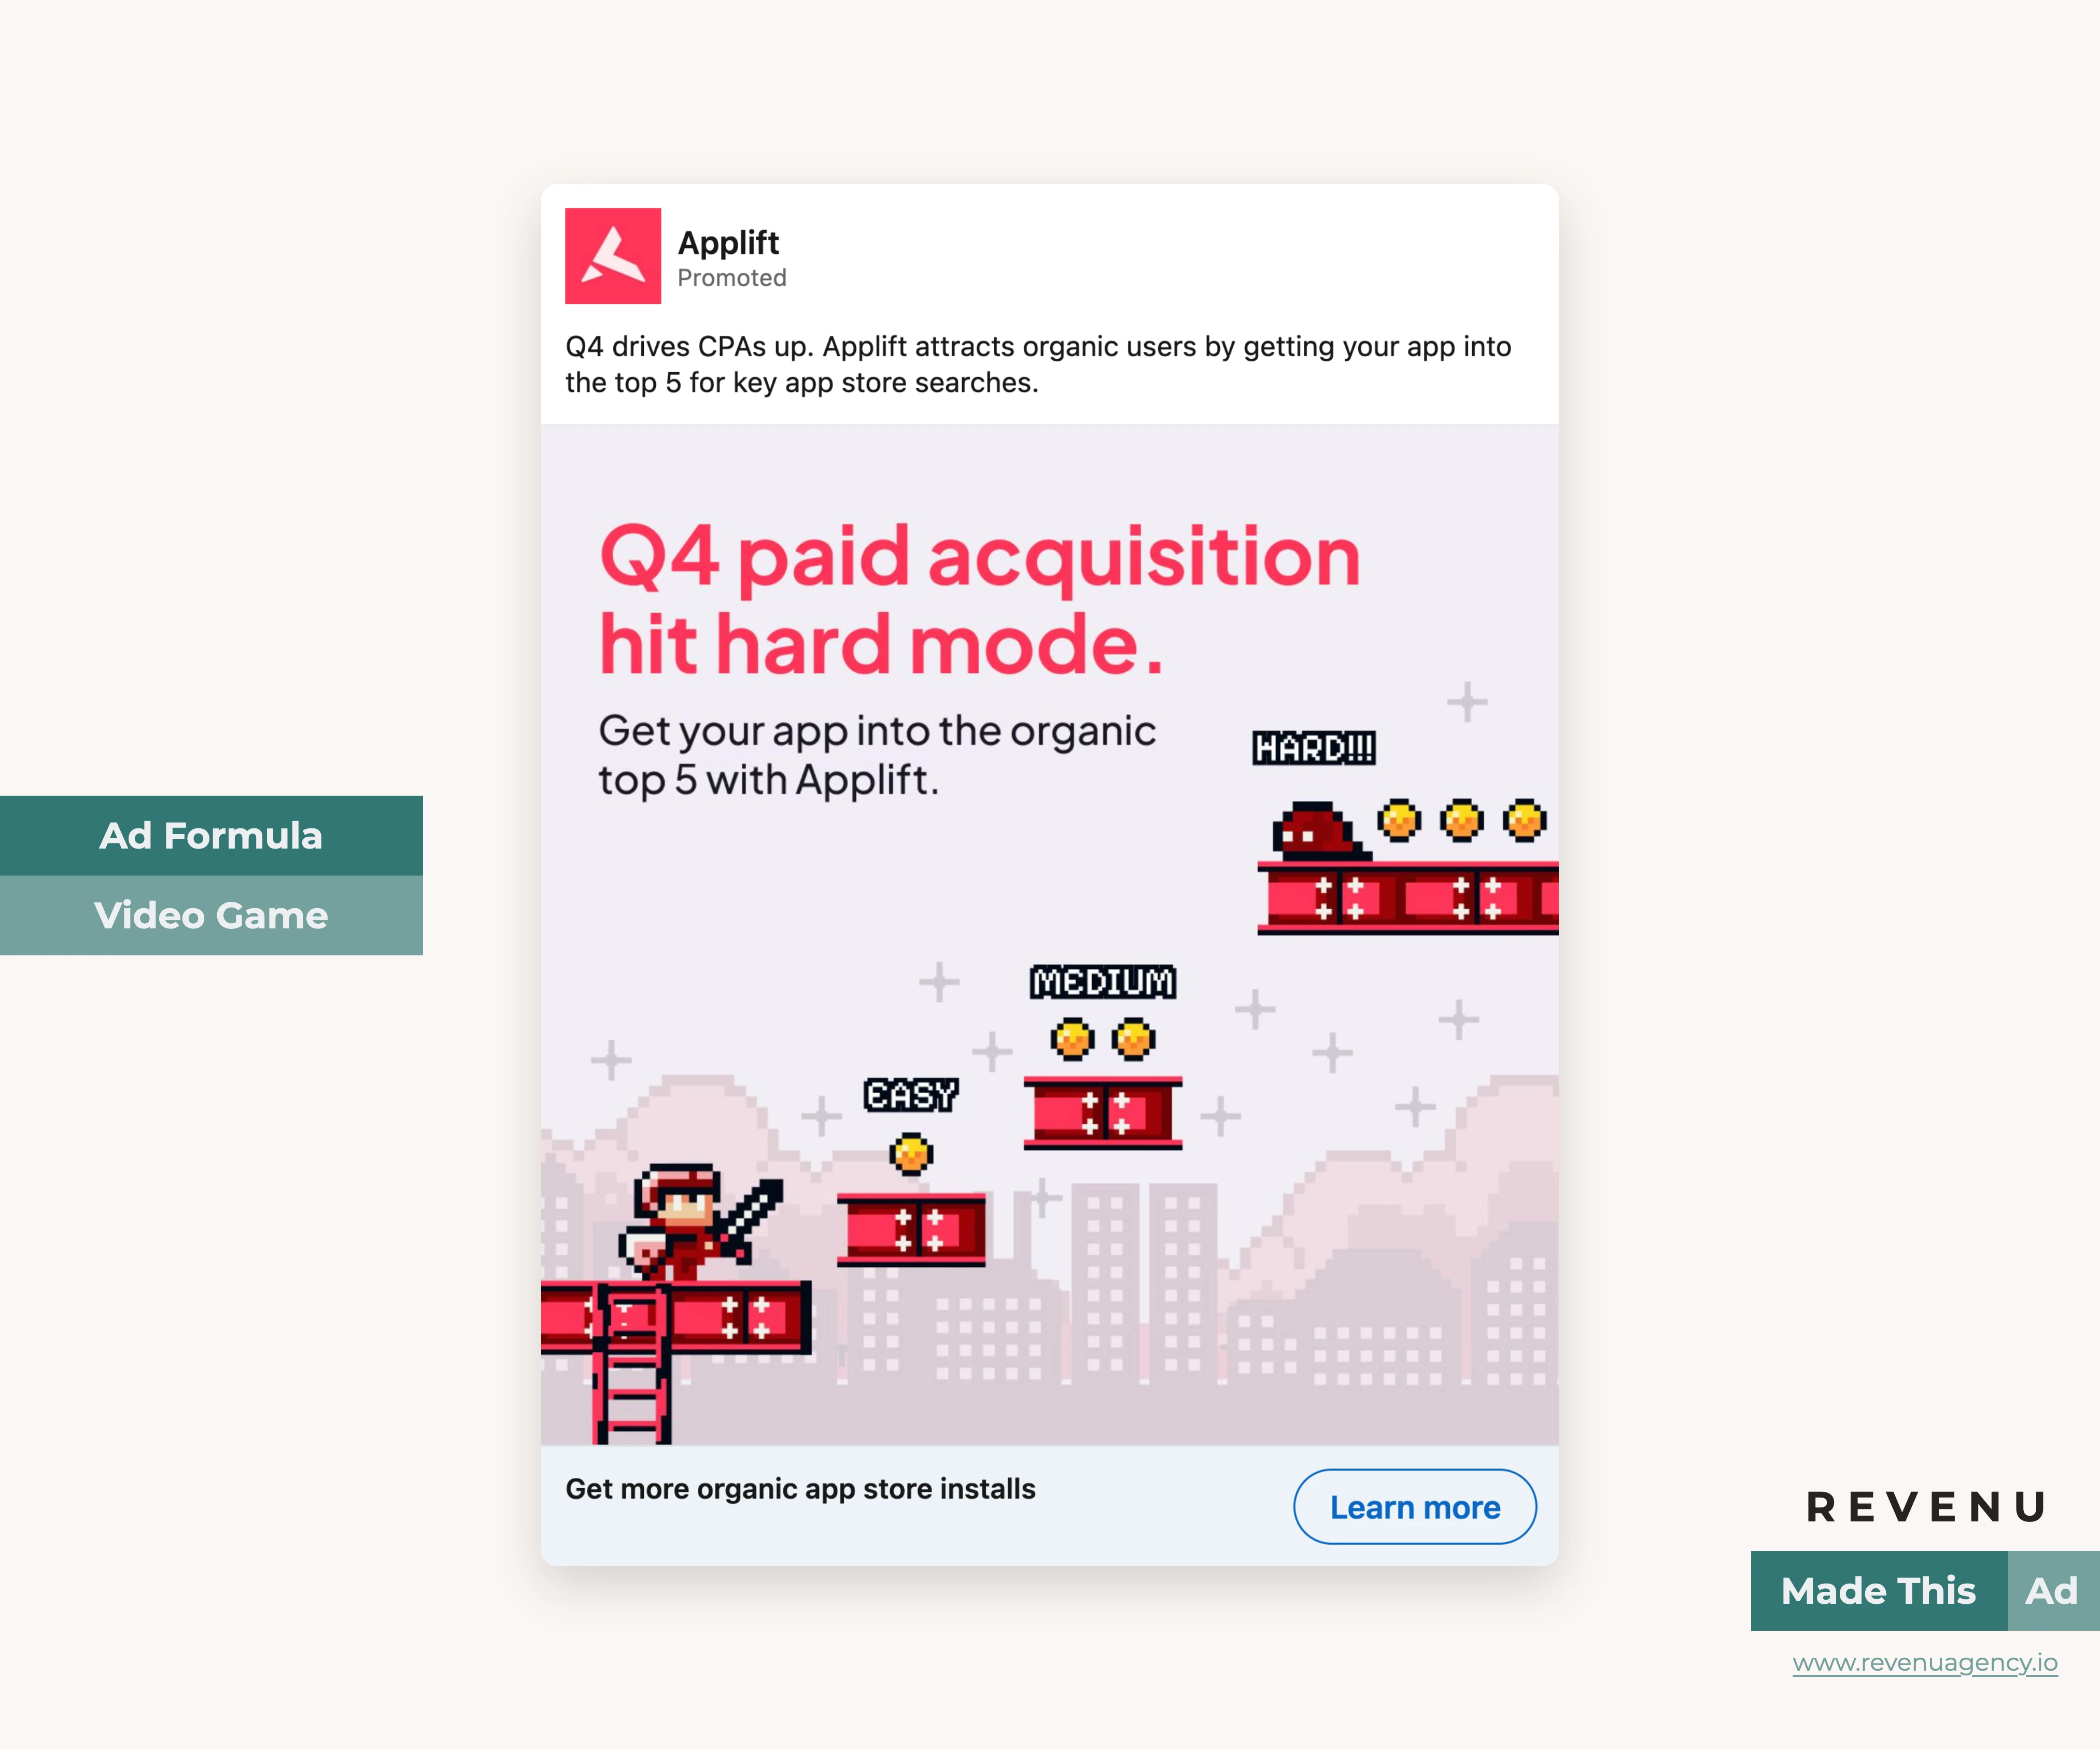 Applift
Promoted
Q4 drives CPAs up. Applift attracts organic users by getting your app into
the top 5 for key app store searches.
Q4 paid acquisition
hit hard mode.
Get your app into the organic
top 5 with Applift.
HARD!!!
MEDIUM
EASY
Ad Formula
Video Game
Get more organic app store installs
Learn more
REVENU
Made This Ad
www.revenuagency.io